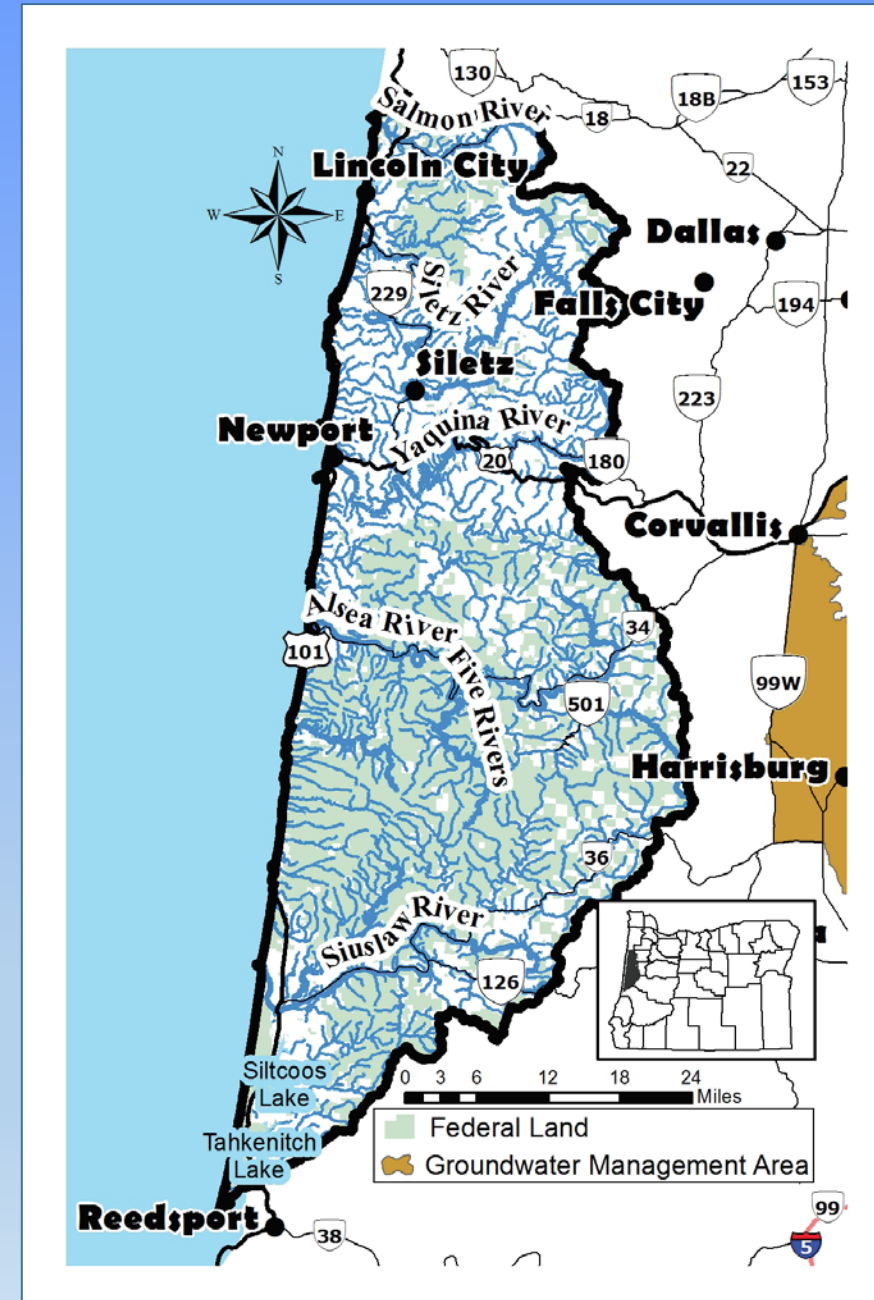 130
153
18B
Salmon River
18
22
N
Lincoln City
W
E
S
Dallas
229
Siletz River
Falls City
194
Siletz
223
Newport
Yaquina River
20
180
Corvallis
Alsea River
34
101
Five Rivers
99W
501
Harrisburg
36
Siuslaw River
a
126
Siltcoos
Lake
0 3 6 12 18 24
Miles
Federal Land
Tahkenitch
Lake
Groundwater Management Area
Reedsport
38
99
5